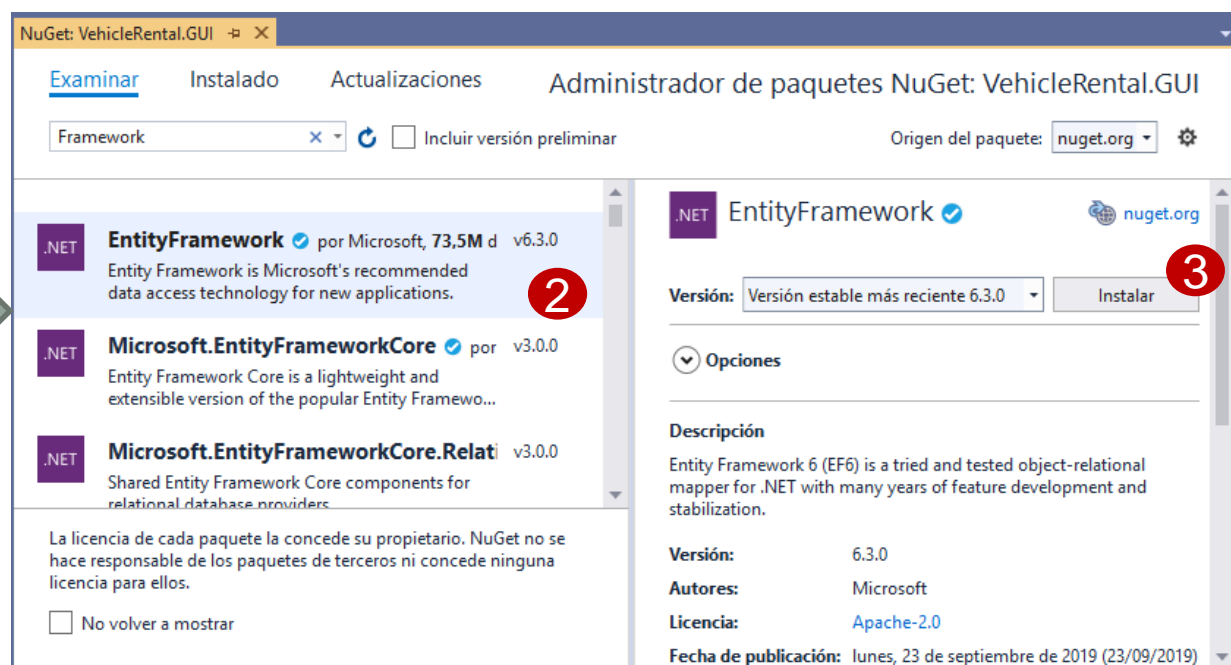 NuGet: VehicleRental.GUI
Examinar Instalado Actualizaciones Administrador de paquetes NuGet: VehicleRental.GUI
Framework Incluir versión preliminar Origen del paquete: nuget.org
.NET EntityFramework por Microsoft, 73,5M d v6.3.0
Entity Framework is Microsoft's recommended
data access technology for new applications.
2
.NET Microsoft.EntityFrameworkCore por v3.0.0
Entity Framework Core is a lightweight and
extensible version of the popular Entity Framewo...
.NET Microsoft.EntityFrameworkCore.Relati v3.0.0
Shared Entity Framework Core components for
relational database providers
La licencia de cada paquete la concede su propietario. NuGet no se
hace responsable de los paquetes de terceros ni concede ninguna
licencia para ellos.
No volver a mostrar
.NET EntityFramework nuget.org
3
Versión: Versión estable más reciente 6.3.0 Instalar
Opciones
Descripción
Entity Framework 6 (EF6) is a tried and tested object-relational
mapper for .NET with many years of feature development and
stabilization.
Versión: 6.3.0
Autores: Microsoft
Licencia: Apache-2.0
Fecha de publicación: lunes, 23 de septiembre de 2019 (23/09/2019)